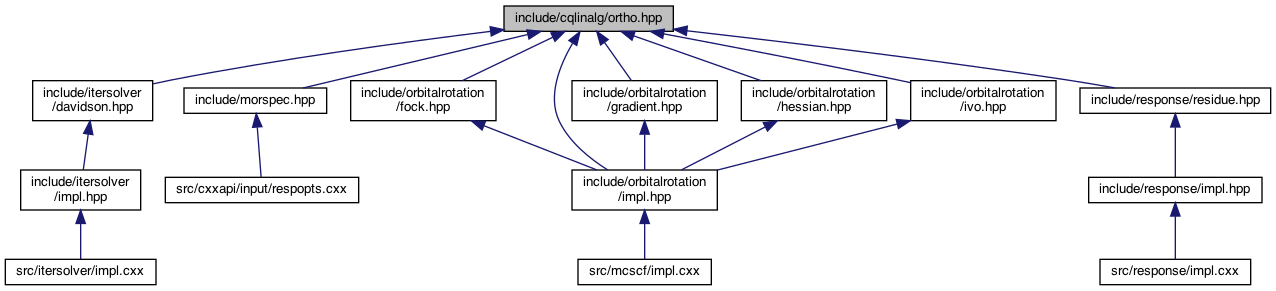 include/cqlinalg/ortho.hpp
include/itersolver
/davidson.hpp
include/morspec.hpp
include/orbitalrotation
/fock.hpp
include/orbitalrotation
/gradient.hpp
include/orbitalrotation
/hessian.hpp
include/orbitalrotation
/ivo.hpp
include/response/residue.hpp
include/itersolver
/impl.hpp
src/cxxapi/input/respopts.cxx
include/orbitalrotation
/impl.hpp
include/response/impl.hpp
src/itersolver/impl.cxx
src/mcscf/impl.cxx
src/response/impl.cxx